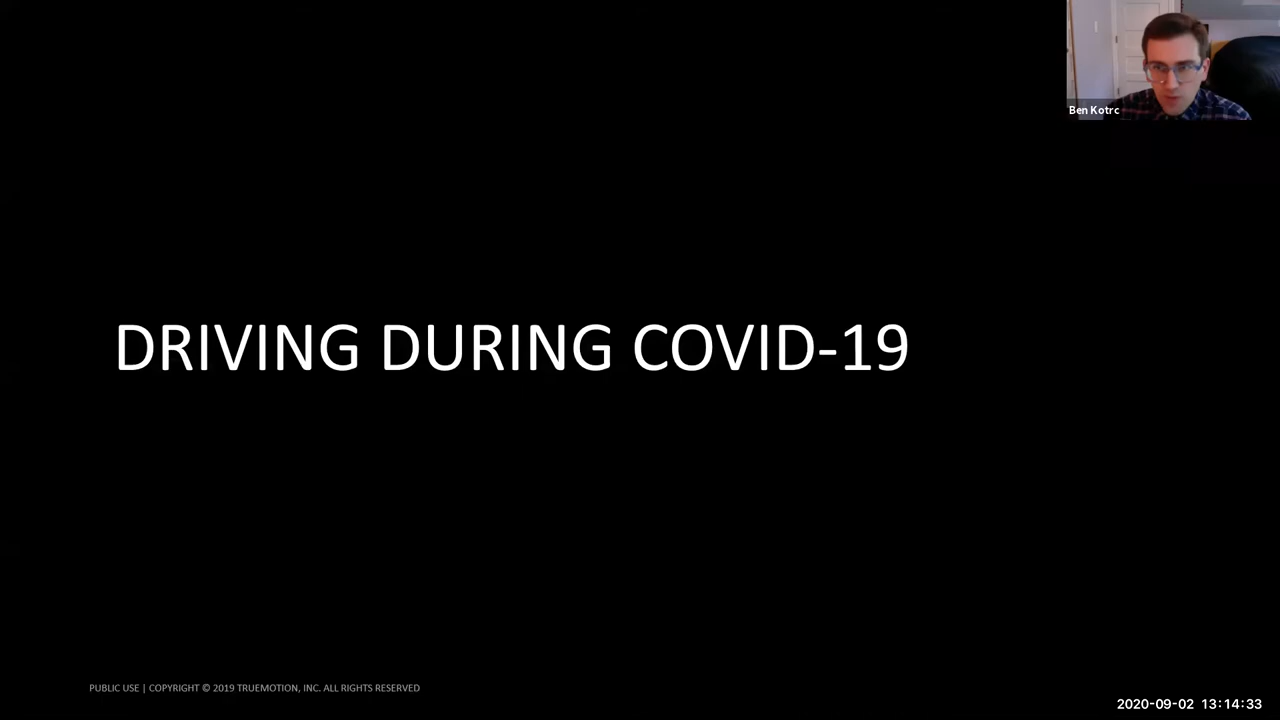 Ben Kotrc
DRIVING DURING COVID-19
PUBLIC USE | COPYRIGHT © 2019 TRUEMOTION, INC. ALL RIGHTS RESERVED
2020-09-02 13:14:33